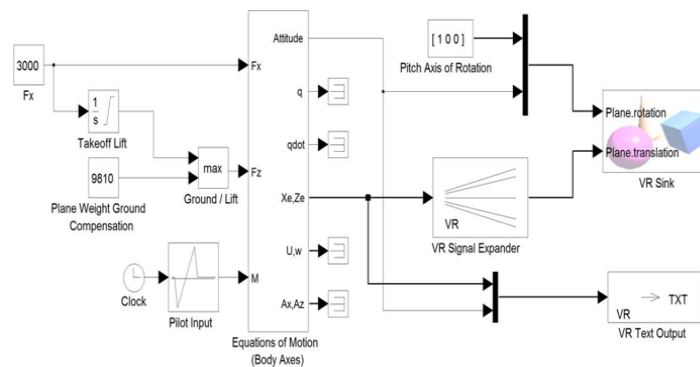 3000
Fx
1
s
Takeoff Lift
9810
Plane Weight Ground
Compensation
max
Ground / Lift
Clock
Pilot Input
Fx
Fz
M
Attitude
q
qdot
Xe,Ze
U,w
Ax,Az
Equations of Motion
(Body Axes)
[ 1 0 0 ]
Pitch Axis of Rotation
VR
VR Signal Expander
Plane.rotation
Plane.translation
VR Sink
TXT
VR
VR Text Output